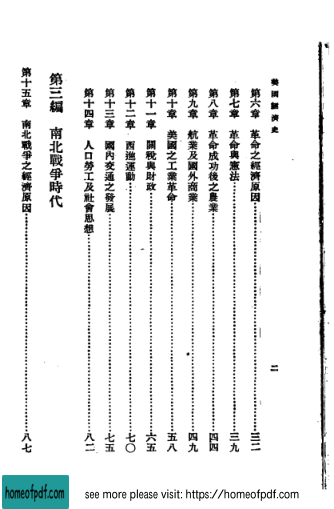 美國經濟史
二
第六章　革命之經濟原因…………三二
第七章　革命與憲法…………三九
第八章　革命成功後之農業…………四四
第九章　航業及國外商業…………四九
第十章　美國之工業革命…………五八
第十一章　關稅與財政…………六五
第十二章　西進運動…………七〇
第十三章　國內交通之發展…………七五
第十四章　人口勞工及社會思想…………八二
第三編　南北戰爭時代
第十五章　南北戰爭之經濟原因…………八七
homeofpdf.com
see more please visit: https://homeofpdf.com